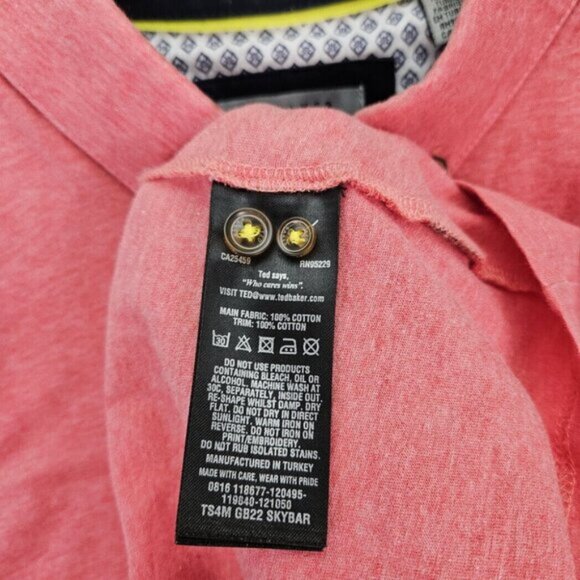 CA25459 RN95229
Ted says,
"Who cares wins".
VISIT TED@www.tedbaker.com
MAIN FABRIC: 100% COTTON
TRIM: 100% COTTON
30
DO NOT USE PRODUCTS
CONTAINING BLEACH, OIL OR
ALCOHOL. MACHINE WASH AT
30C, SEPARATELY, INSIDE OUT.
RE-SHAPE WHILST DAMP. DRY
FLAT. DO NOT DRY IN DIRECT
SUNLIGHT. WARM IRON ON
REVERSE. DO NOT IRON ON
PRINT/EMBROIDERY.
DO NOT RUB ISOLATED STAINS.
MANUFACTURED IN TURKEY
MADE WITH CARE, WEAR WITH PRIDE
0816 118677-120495-
119840-121050
TS4M GB22 SKYBAR